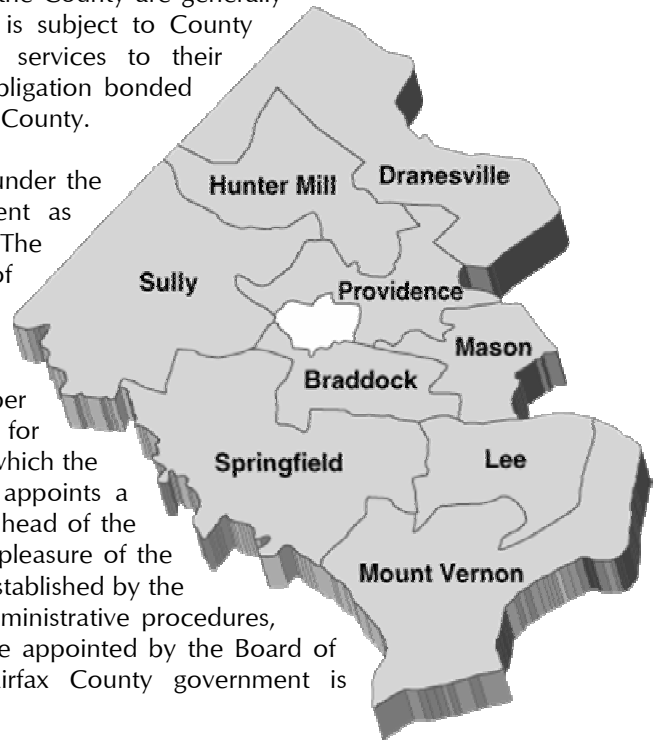 the County are generally
is subject to County
services to their
bligation bonded
County.
under the
ent as
The
of
per
for
which the
appoints a
head of the
pleasure of the
stablished by the
ministrative procedures,
e appointed by the Board of
irfax County government is
Dranesville
Hunter Mill
Sully
Providence
Mason
Braddock
Springfield
Lee
Mount Vernon